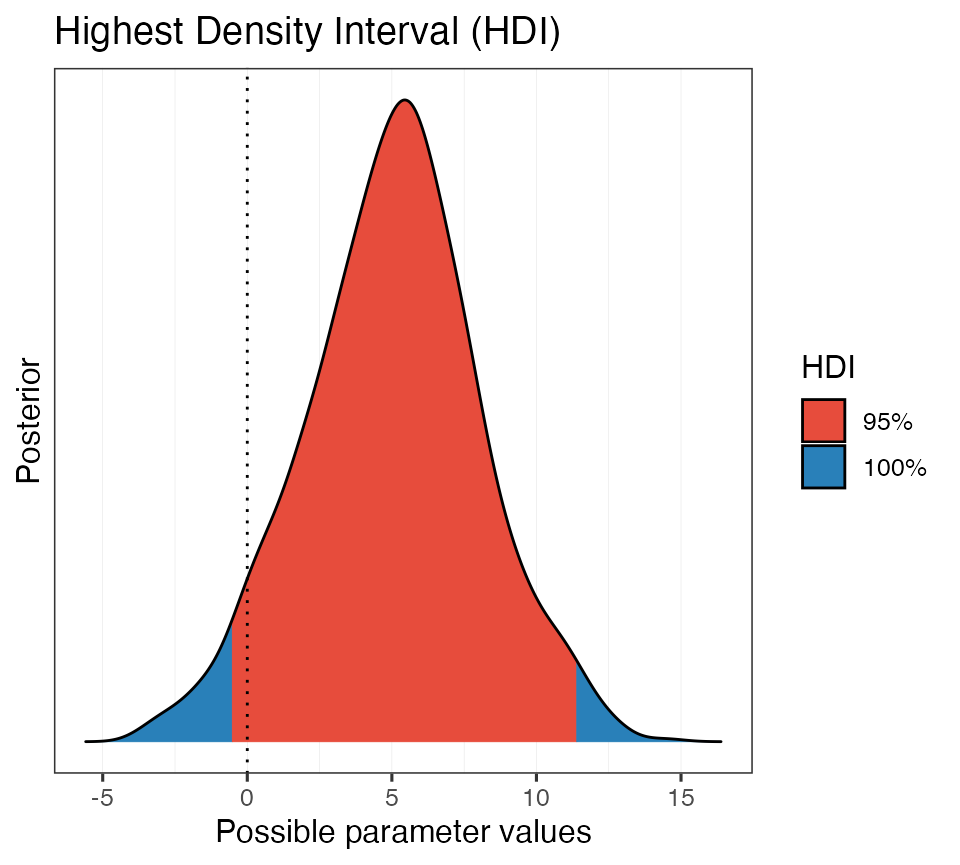 Highest Density Interval (HDI)
Posterior
HDI
95%
100%
-5 0 5 10 15
Possible parameter values